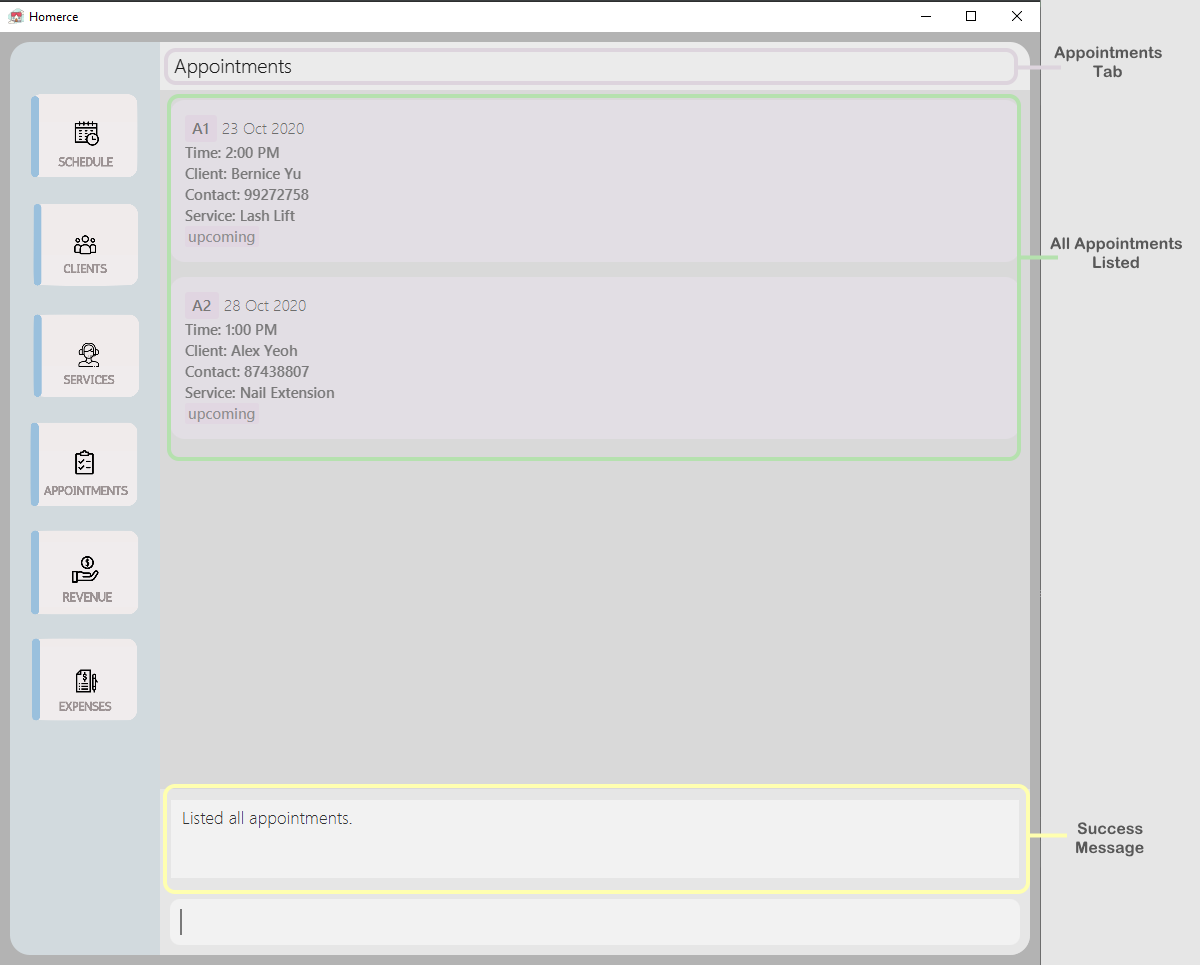 Homerce
Appointments
Appointments
Tab
SCHEDULE
CLIENTS
SERVICES
APPOINTMENTS
REVENUE
EXPENSES
A1 23 Oct 2020
Time: 2:00 PM
Client: Bernice Yu
Contact: 99272758
Service: Lash Lift
upcoming
All Appointments
Listed
A2 28 Oct 2020
Time: 1:00 PM
Client: Alex Yeoh
Contact: 87438807
Service: Nail Extension
upcoming
Listed all appointments.
Success
Message